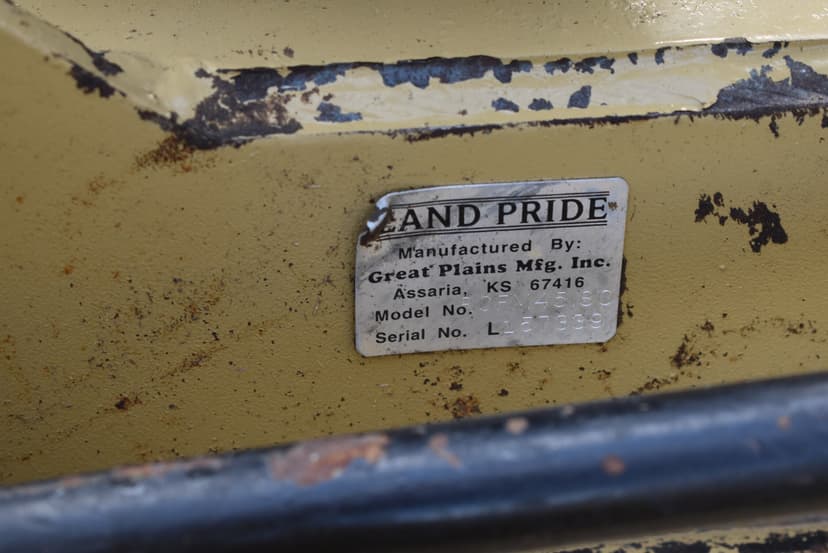 LAND PRIDE
Manufactured By:
Great Plains Mfg. Inc.
Assaria, KS 67416
Model No.
Serial No. L